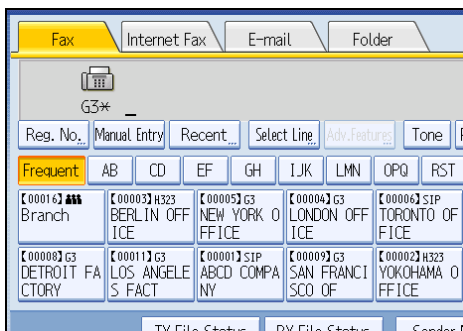 Fax Internet Fax E-mail Folder
G3* _
Reg. No. Manual Entry Recent Select Line Adv.Features Tone
Frequent AB CD EF GH IJK LMN OPQ RST
【00016】 【00003】H323 【00005】G3 【00004】G3 【00006】SIP
Branch BERLIN OFF NEW YORK O LONDON OFF TORONTO OF
ICE FFICE ICE FICE
【00008】G3 【00011】G3 【00001】SIP 【00009】G3 【00002】H323
DETROIT FA LOS ANGELE ABCD COMPA SAN FRANCI YOKOHAMA O
CTORY S FACT NY SCO OF FFICE
TX File Status RX File Status Sender